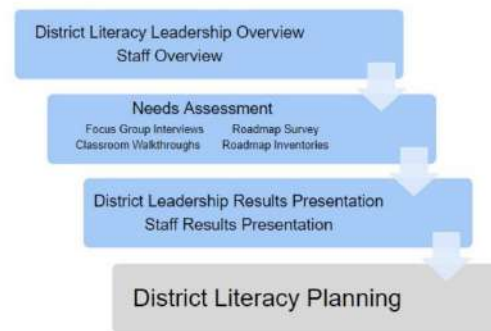 District Literacy Leadership Overview
Staff Overview
Needs Assessment
Focus Group Interviews Roadmap Survey
Classroom Walkthroughs Roadmap Inventories
District Leadership Results Presentation
Staff Results Presentation
District Literacy Planning